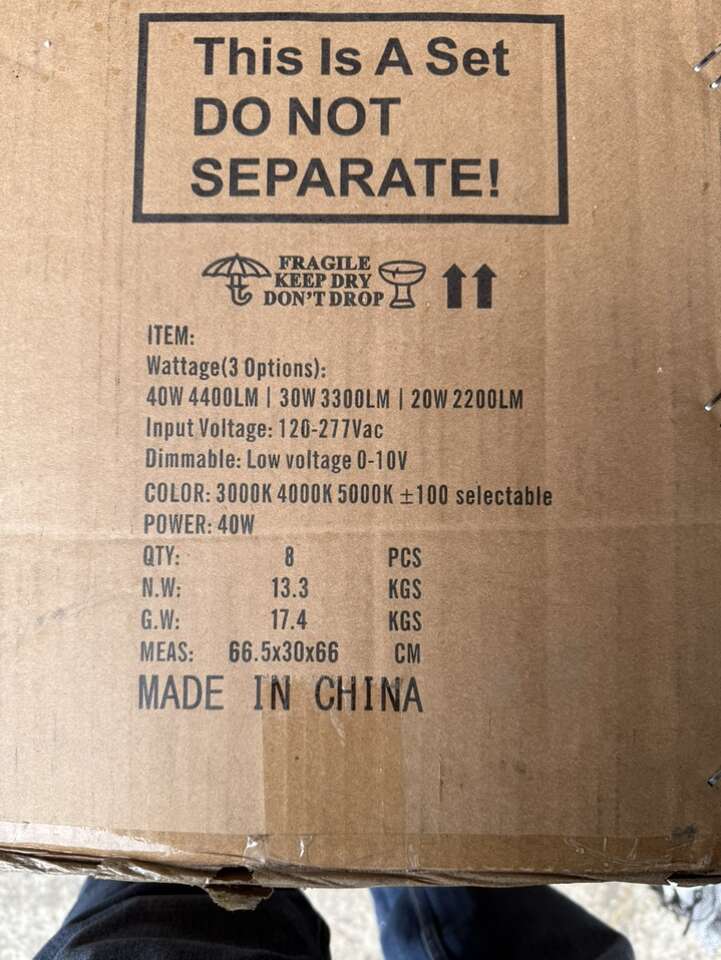 This Is A Set
DO NOT
SEPARATE!
FRAGILE
KEEP DRY
DON'T DROP
ITEM:
Wattage(3 Options):
40W 4400LM | 30W 3300LM | 20W 2200LM
Input Voltage: 120-277Vac
Dimmable: Low voltage 0-10V
COLOR: 3000K 4000K 5000K ±100 selectable
POWER: 40W
QTY: 8 PCS
N.W: 13.3 KGS
G.W: 17.4 KGS
MEAS: 66.5x30x66 CM
MADE IN CHINA